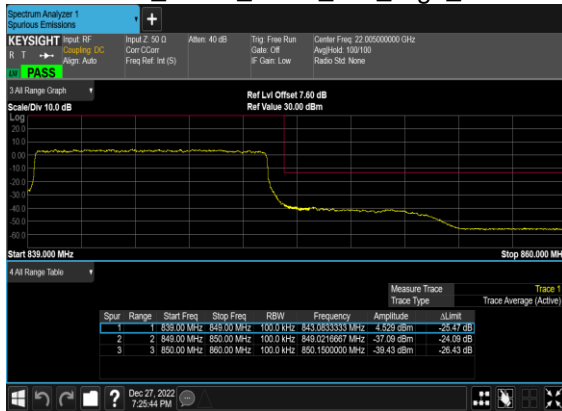 Spectrum Analyzer 1
Spurious Emissions
+
KEYSIGHT Input: RF Input Z: 50 Ω Atten: 40 dB Trig: Free Run Center Freq: 22.005000000 GHz
R T Coupling: DC Corr CCorr Gate: Off Avg|Hold: 100/100
Align: Auto Freq Ref: Int (S) IF Gain: Low Radio Std: None
PASS
3 All Range Graph
Ref Lvl Offset 7.60 dB
Scale/Div 10.0 dB Ref Value 30.00 dBm
Log
20.0
10.0
0.00
-10.0
-20.0
-30.0
-40.0
-50.0
-60.0
Start 839.000 MHz Stop 860.000 MH
4 All Range Table
Measure Trace Trace 1
Trace Type Trace Average (Active)
Spur Range Start Freq Stop Freq RBW Frequency Amplitude ΔLimit
1 1 839.00 MHz 849.00 MHz 100.0 kHz 843.0833333 MHz 4.529 dBm -25.47 dB
2 2 849.00 MHz 850.00 MHz 100.0 kHz 849.0216667 MHz -37.09 dBm -24.09 dB
3 3 850.00 MHz 860.00 MHz 100.0 kHz 850.1500000 MHz -39.43 dBm -26.43 dB
? Dec 27, 2022
7:25:44 PM